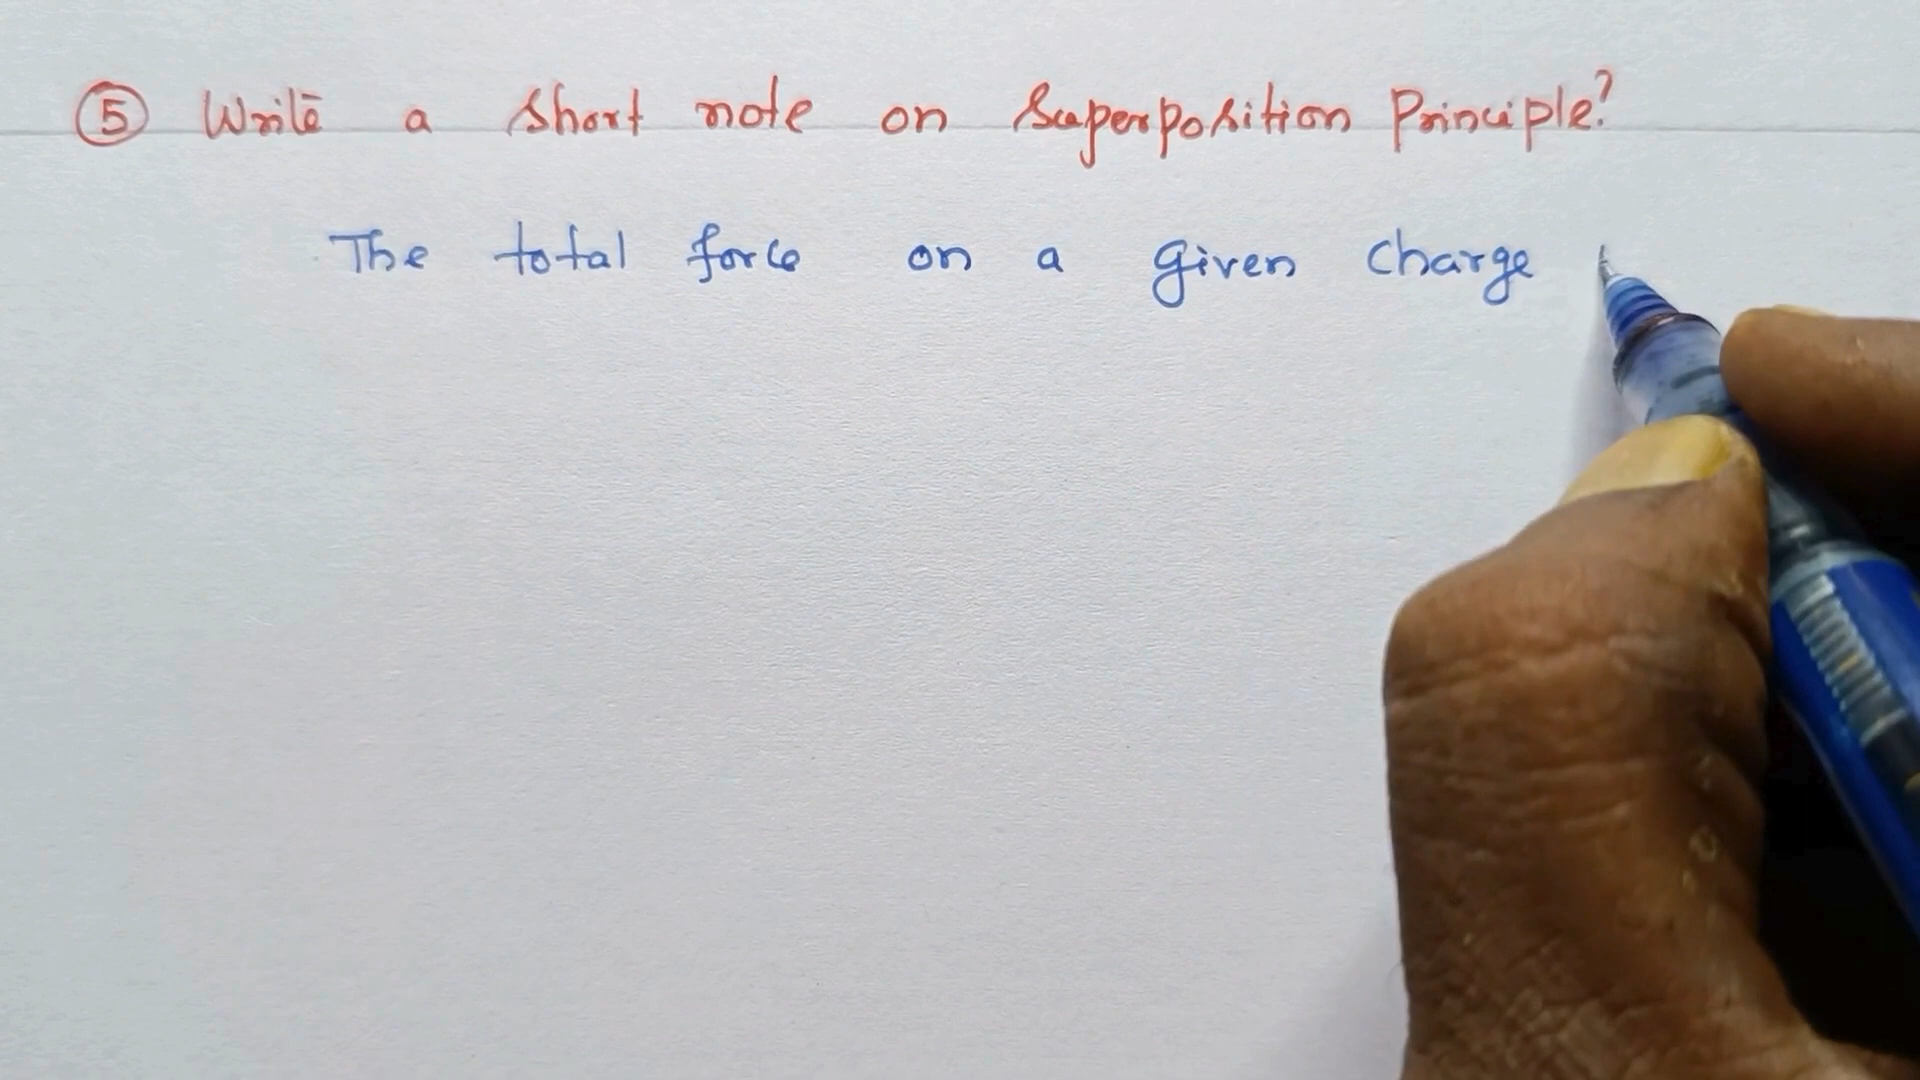 5 Write a short note on Superposition Principle?
The total force on a given charge